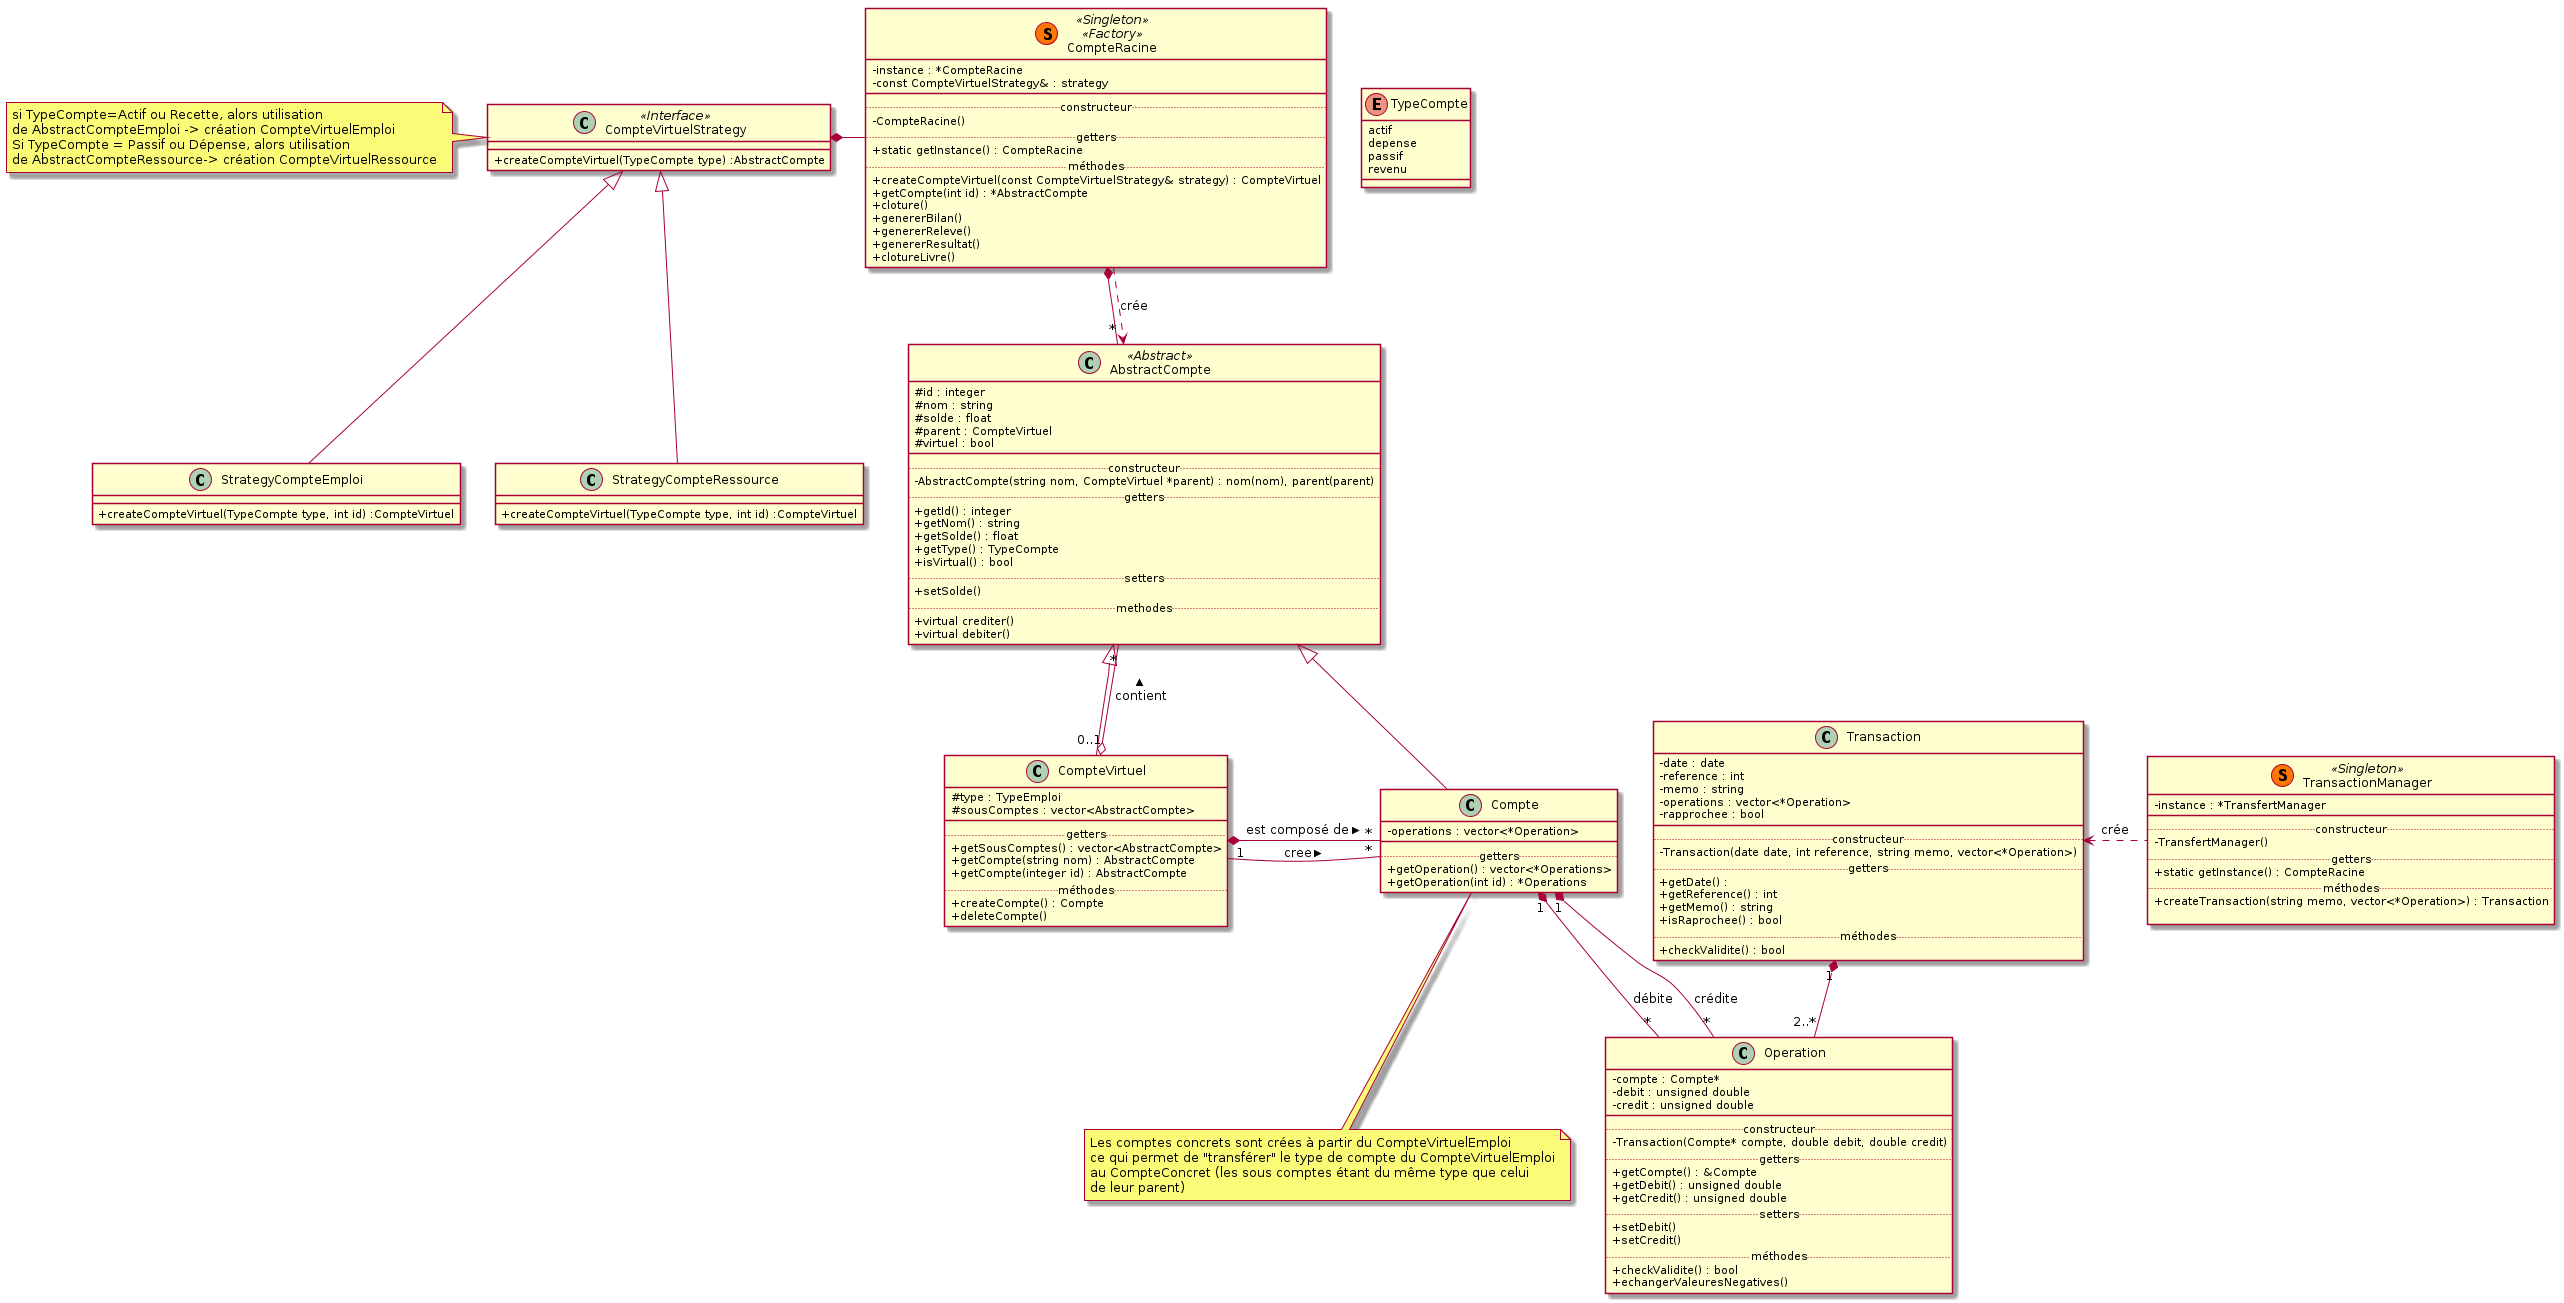 «Singleton»
«Factory»
S
CompteRacine
-instance : *CompteRacine
-const CompteVirtuelStrategy& : strategy
constructeur
-CompteRacine()
getters
+static getInstance() : CompteRacine
méthodes
+createCompteVirtuel(const CompteVirtuelStrategy& strategy) : CompteVirtuel
+getCompte(int id) : *AbstractCompte
+cloture()
+genererBilan()
+genererReleve()
+genererResultat()
+clotureLivre()
E TypeCompte
actif
depense
passif
revenu
si TypeCompte=Actif ou Recette, alors utilisation
de AbstractCompteEmploi -> création CompteVirtuelEmploi
Si TypeCompte = Passif ou Dépense, alors utilisation
de AbstractCompteRessource-> création CompteVirtuelRessource
«Interface»
C
CompteVirtuelStrategy
+createCompteVirtuel(TypeCompte type) :AbstractCompte
crée
*
«Abstract»
C
AbstractCompte
#id : integer
#nom : string
#solde : float
#parent : CompteVirtuel
#virtuel : bool
constructeur
-AbstractCompte(string nom, CompteVirtuel *parent) : nom(nom), parent(parent)
getters
+getId() : integer
+getNom() : string
+getSolde() : float
+getType() : TypeCompte
+isVirtual() : bool
setters
+setSolde()
methodes
+virtual crediter()
+virtual debiter()
C StrategyCompteEmploi
+createCompteVirtuel(TypeCompte type, int id) :CompteVirtuel
C StrategyCompteRessource
+createCompteVirtuel(TypeCompte type, int id) :CompteVirtuel
*
▲
contient
0..1
C CompteVirtuel
#type : TypeEmploi
#sousComptes : vector<AbstractCompte>
getters
+getSousComptes() : vector<AbstractCompte>
+getCompte(string nom) : AbstractCompte
+getCompte(integer id) : AbstractCompte
méthodes
+createCompte() : Compte
+deleteCompte()
est composé de ► *
1 cree ► *
C Compte
-operations : vector<*Operation>
getters
+getOperation() : vector<*Operations>
+getOperation(int id) : *Operations
C Transaction
-date : date
-reference : int
-memo : string
-operations : vector<*Operation>
-rapprochee : bool
constructeur
-Transaction(date date, int reference, string memo, vector<*Operation>)
getters
+getDate() :
+getReference() : int
+getMemo() : string
+isRaprochee() : bool
méthodes
+checkValidite() : bool
crée
«Singleton»
S
TransactionManager
-instance : *TransfertManager
constructeur
-TransfertManager()
getters
+static getInstance() : CompteRacine
méthodes
+createTransaction(string memo, vector<*Operation>) : Transaction
1 1
1
débite
crédite
*
*
2..*
C Operation
-compte : Compte*
-debit : unsigned double
-credit : unsigned double
constructeur
-Transaction(Compte* compte, double debit, double credit)
getters
+getCompte() : &Compte
+getDebit() : unsigned double
+getCredit() : unsigned double
setters
+setDebit()
+setCredit()
méthodes
+checkValidite() : bool
+echangerValeuresNegatives()
Les comptes concrets sont crées à partir du CompteVirtuelEmploi
ce qui permet de "transférer" le type de compte du CompteVirtuelEmploi
au CompteConcret (les sous comptes étant du même type que celui
de leur parent)